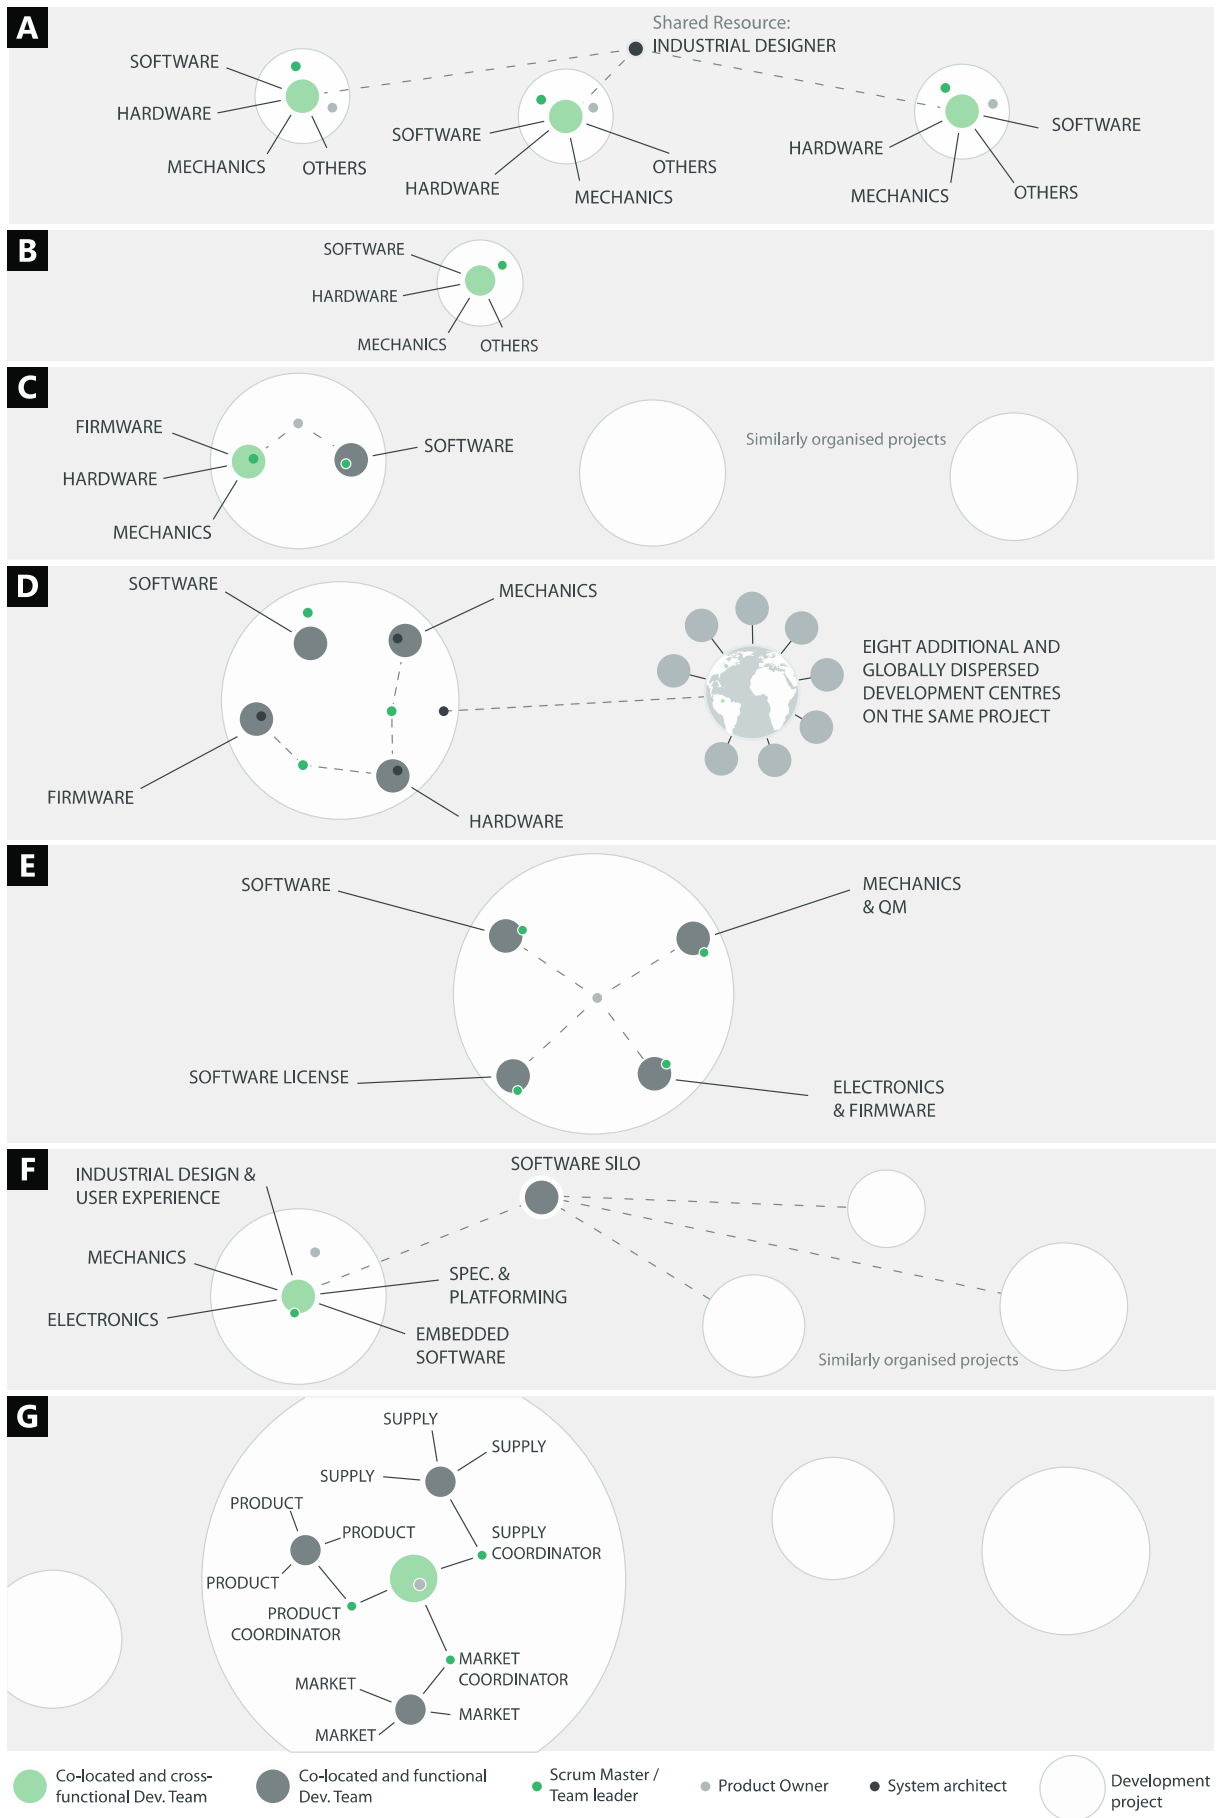 A
Shared Resource:
INDUSTRIAL DESIGNER
SOFTWARE
HARDWARE
MECHANICS
OTHERS
SOFTWARE
HARDWARE
MECHANICS
OTHERS
SOFTWARE
HARDWARE
MECHANICS
OTHERS
B
SOFTWARE
HARDWARE
MECHANICS
OTHERS
C
FIRMWARE
HARDWARE
MECHANICS
SOFTWARE
Similarly organised projects
D
SOFTWARE
MECHANICS
FIRMWARE
HARDWARE
EIGHT ADDITIONAL AND
GLOBALLY DISPERSED
DEVELOPMENT CENTRES
ON THE SAME PROJECT
E
SOFTWARE
MECHANICS
& QM
SOFTWARE LICENSE
ELECTRONICS
& FIRMWARE
F
INDUSTRIAL DESIGN &
USER EXPERIENCE
MECHANICS
ELECTRONICS
SOFTWARE SILO
SPEC. &
PLATFORMING
EMBEDDED
SOFTWARE
Similarly organised projects
G
SUPPLY
SUPPLY
SUPPLY
PRODUCT
PRODUCT
PRODUCT
SUPPLY
COORDINATOR
PRODUCT
COORDINATOR
MARKET
COORDINATOR
MARKET
MARKET
MARKET
Co-located and cross-
functional Dev. Team
Co-located and functional
Dev. Team
Scrum Master /
Team leader
Product Owner
System architect
Development
project